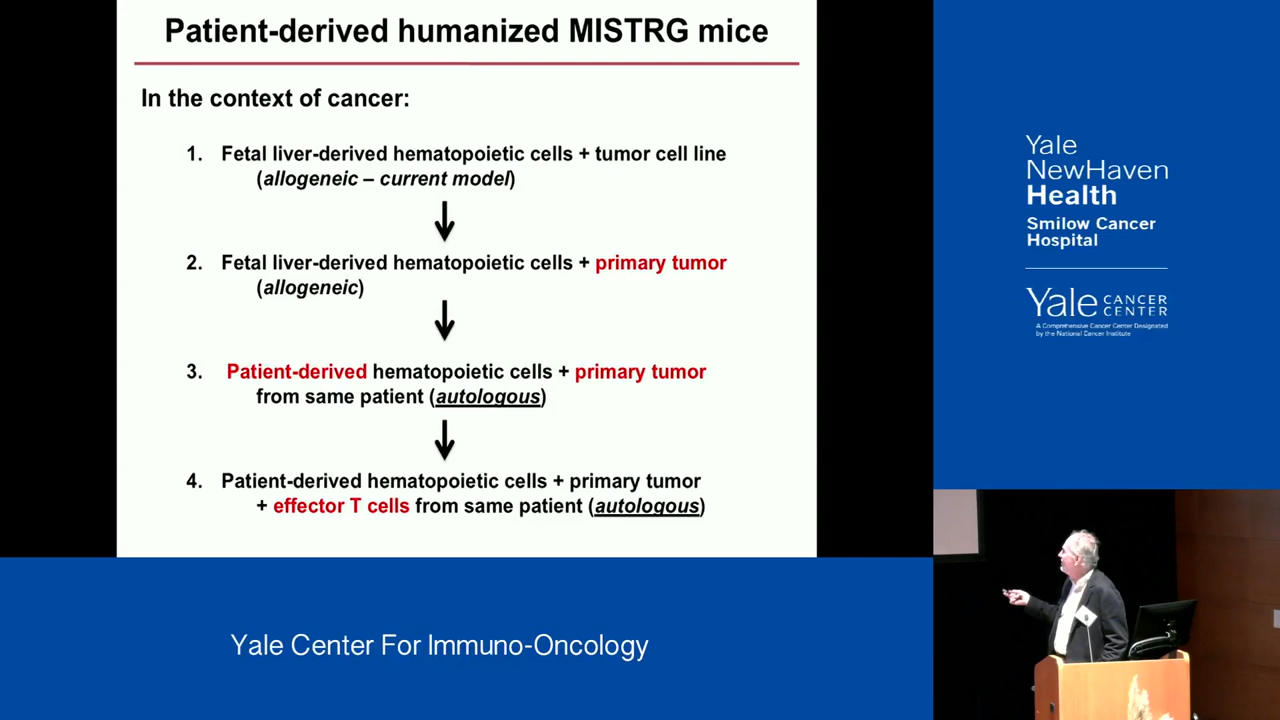 Patient-derived humanized MISTRG mice
In the context of cancer:
1. Fetal liver-derived hematopoietic cells + tumor cell line
(allogeneic – current model)
2. Fetal liver-derived hematopoietic cells + primary tumor
(allogeneic)
3. Patient-derived hematopoietic cells + primary tumor
from same patient (autologous)
4. Patient-derived hematopoietic cells + primary tumor
+ effector T cells from same patient (autologous)
Yale
NewHaven
Health
Smilow Cancer
Hospital
Yale CANCER
CENTER
A Comprehensive Cancer Center Designated
by the National Cancer Institute
Yale Center For Immuno-Oncology